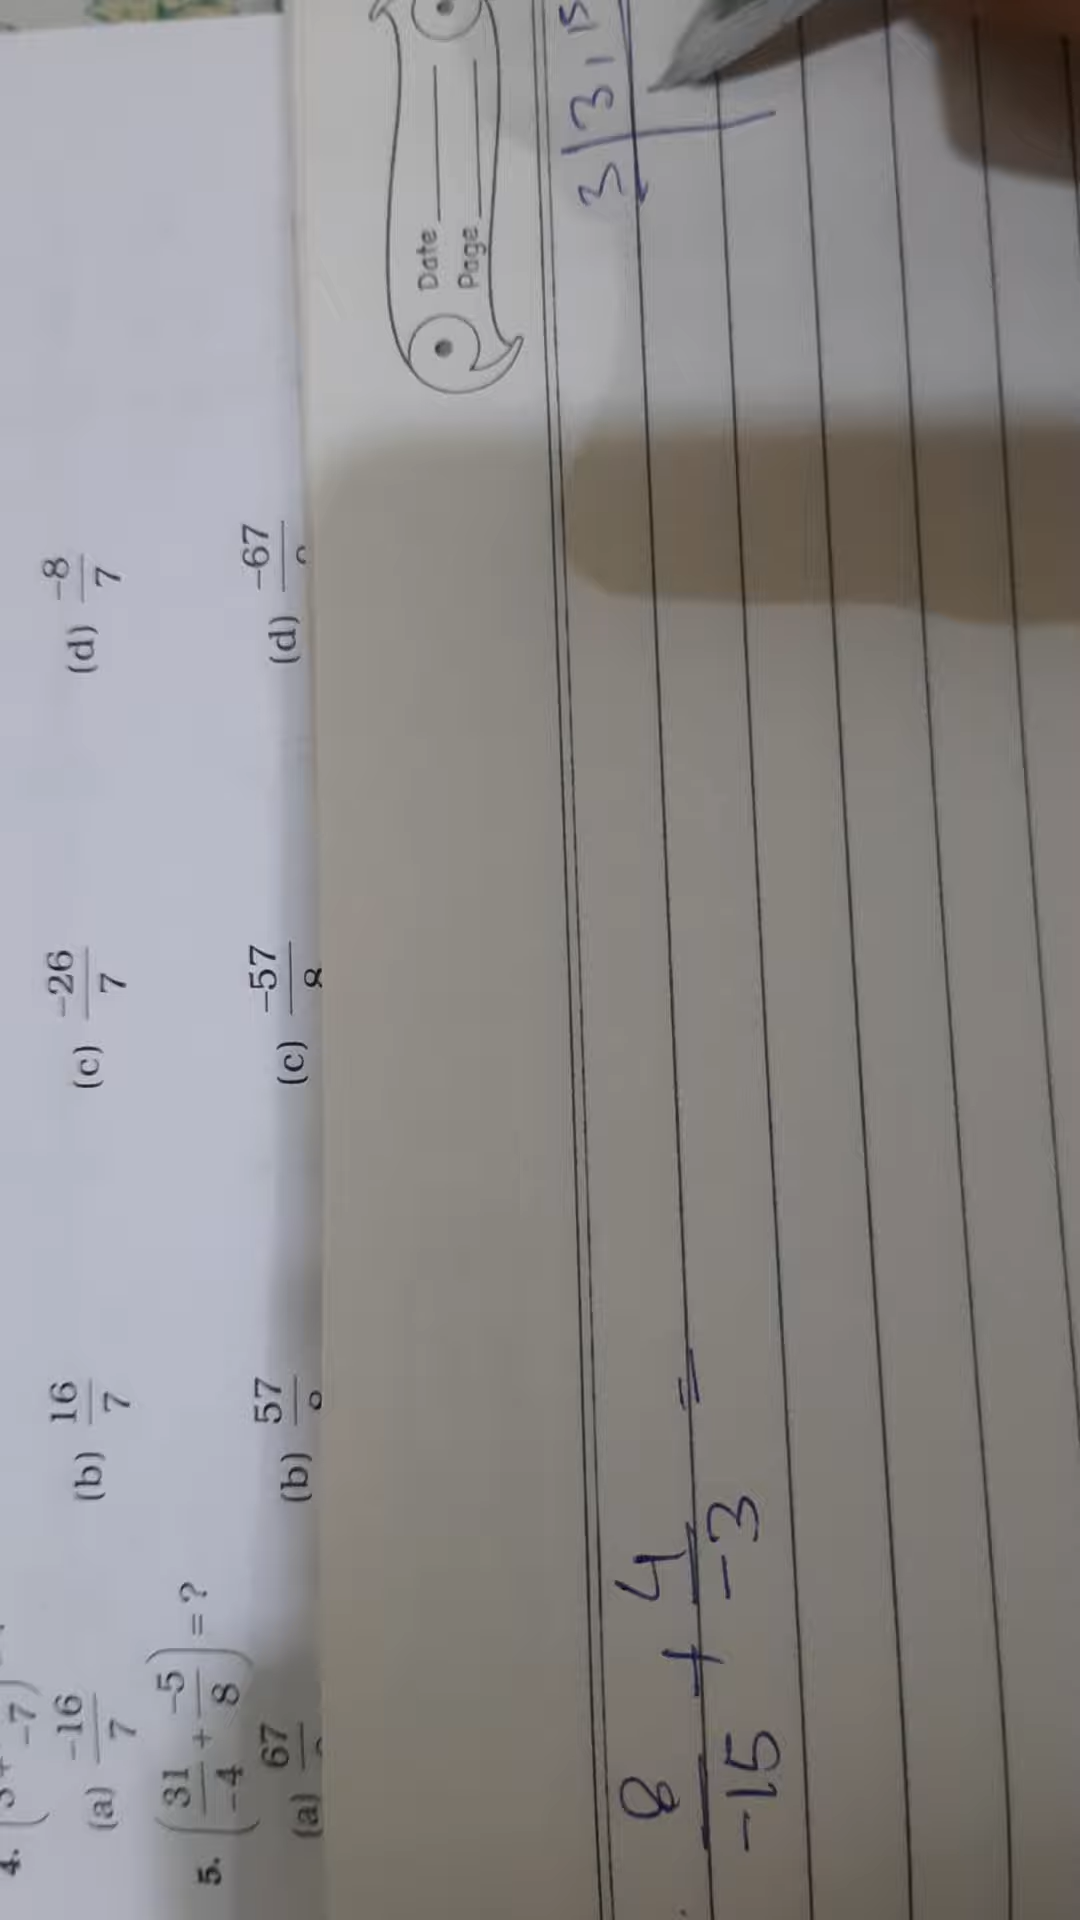 4.
(a) -16/7 (b) 16/7 (c) -26/7 (d) -8/7
5. (31/-4 + -5/8) = ?
(a) 67 (b) 57 (c) -57/8 (d) -67
Date
Page
3 | 3, 15
8/-15 + 4/-3 =